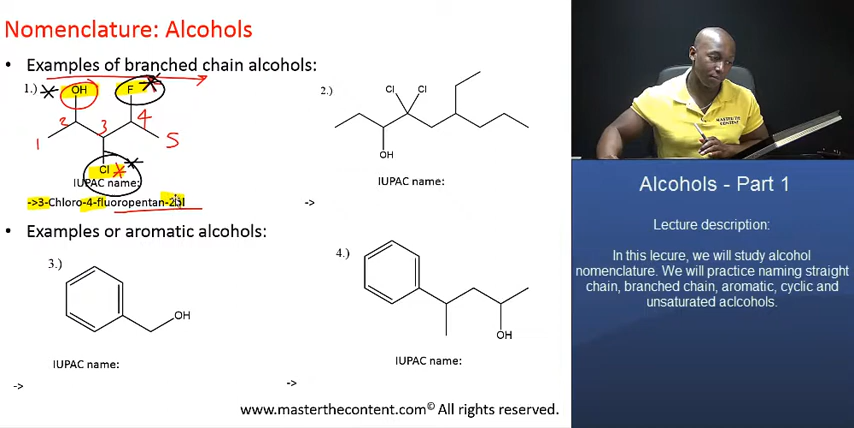 Nomenclature: Alcohols
• Examples of branched chain alcohols:
1.)
OH
F
1
2
3
4
5
Cl
IUPAC name:
->3-Chloro-4-fluoropentan-2-ol
2.)
Cl Cl
OH
IUPAC name:
->
• Examples or aromatic alcohols:
3.)
OH
IUPAC name:
->
4.)
OH
IUPAC name:
->
www.masterthecontent.com© All rights reserved.
MASTER THE
CONTENT
Alcohols - Part 1
Lecture description:
In this lecure, we will study alcohol
nomenclature. We will practice naming straight
chain, branched chain, aromatic, cyclic and
unsaturated aclcohols.